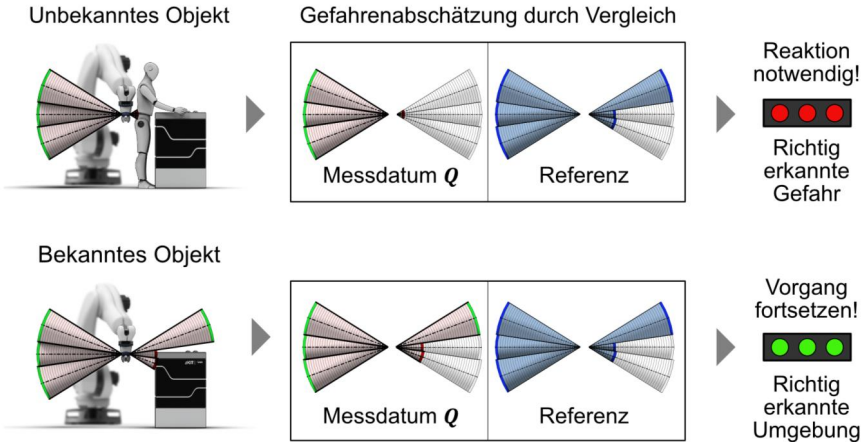 Unbekanntes Objekt
Gefahrenabschätzung durch Vergleich
Messdatum Q
Referenz
Reaktion
notwendig!
Richtig
erkannte
Gefahr
Bekanntes Objekt
Messdatum Q
Referenz
Vorgang
fortsetzen!
Richtig
erkannte
Umgebung